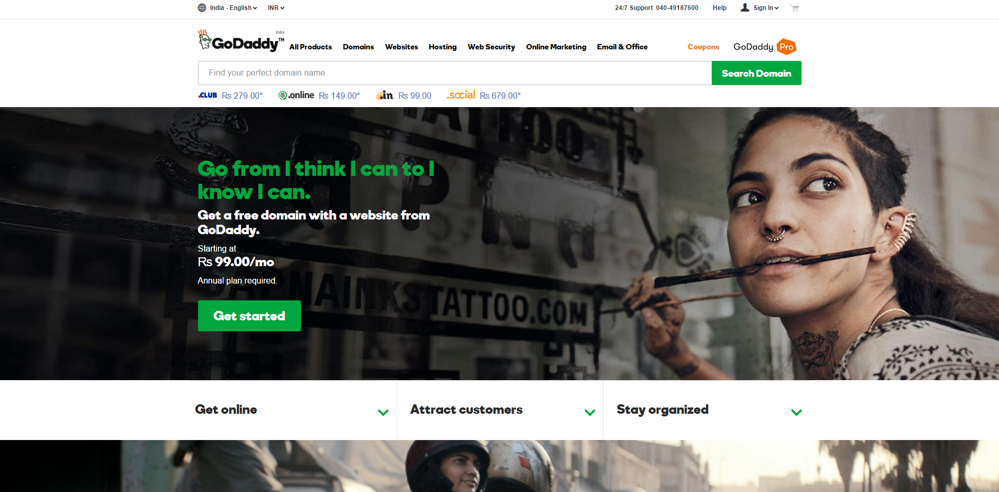 India - English INR 24/7 Support 040-49187600 Help Sign In
India
GoDaddy™ All Products Domains Websites Hosting Web Security Online Marketing Email & Office Coupons GoDaddy Pro
Find your perfect domain name Search Domain
.CLUB Rs 279.00* .online Rs 149.00* .in Rs 99.00 .social Rs 679.00*
TATTOO
SAPNA
Go from I think I can to I
know I can.
INK
Get a free domain with a website from
GoDaddy.
Starting at
Rs 99.00/mo
Annual plan required.
SAPNAINKSTATTOO.COM
Get started
Get online Attract customers Stay organized